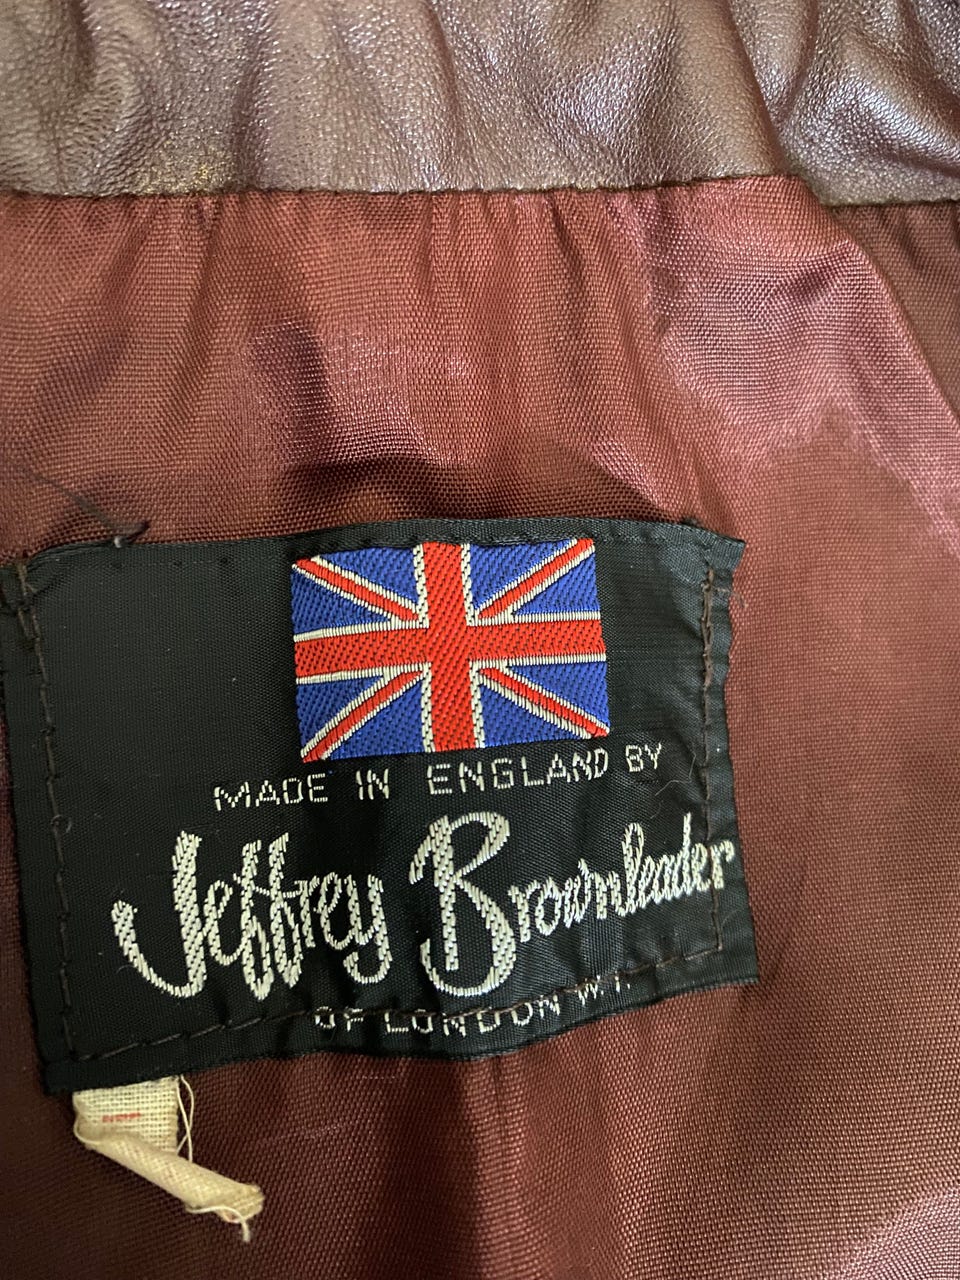 MADE IN ENGLAND BY
Jeffrey Brownleader
OF LONDON W.1.